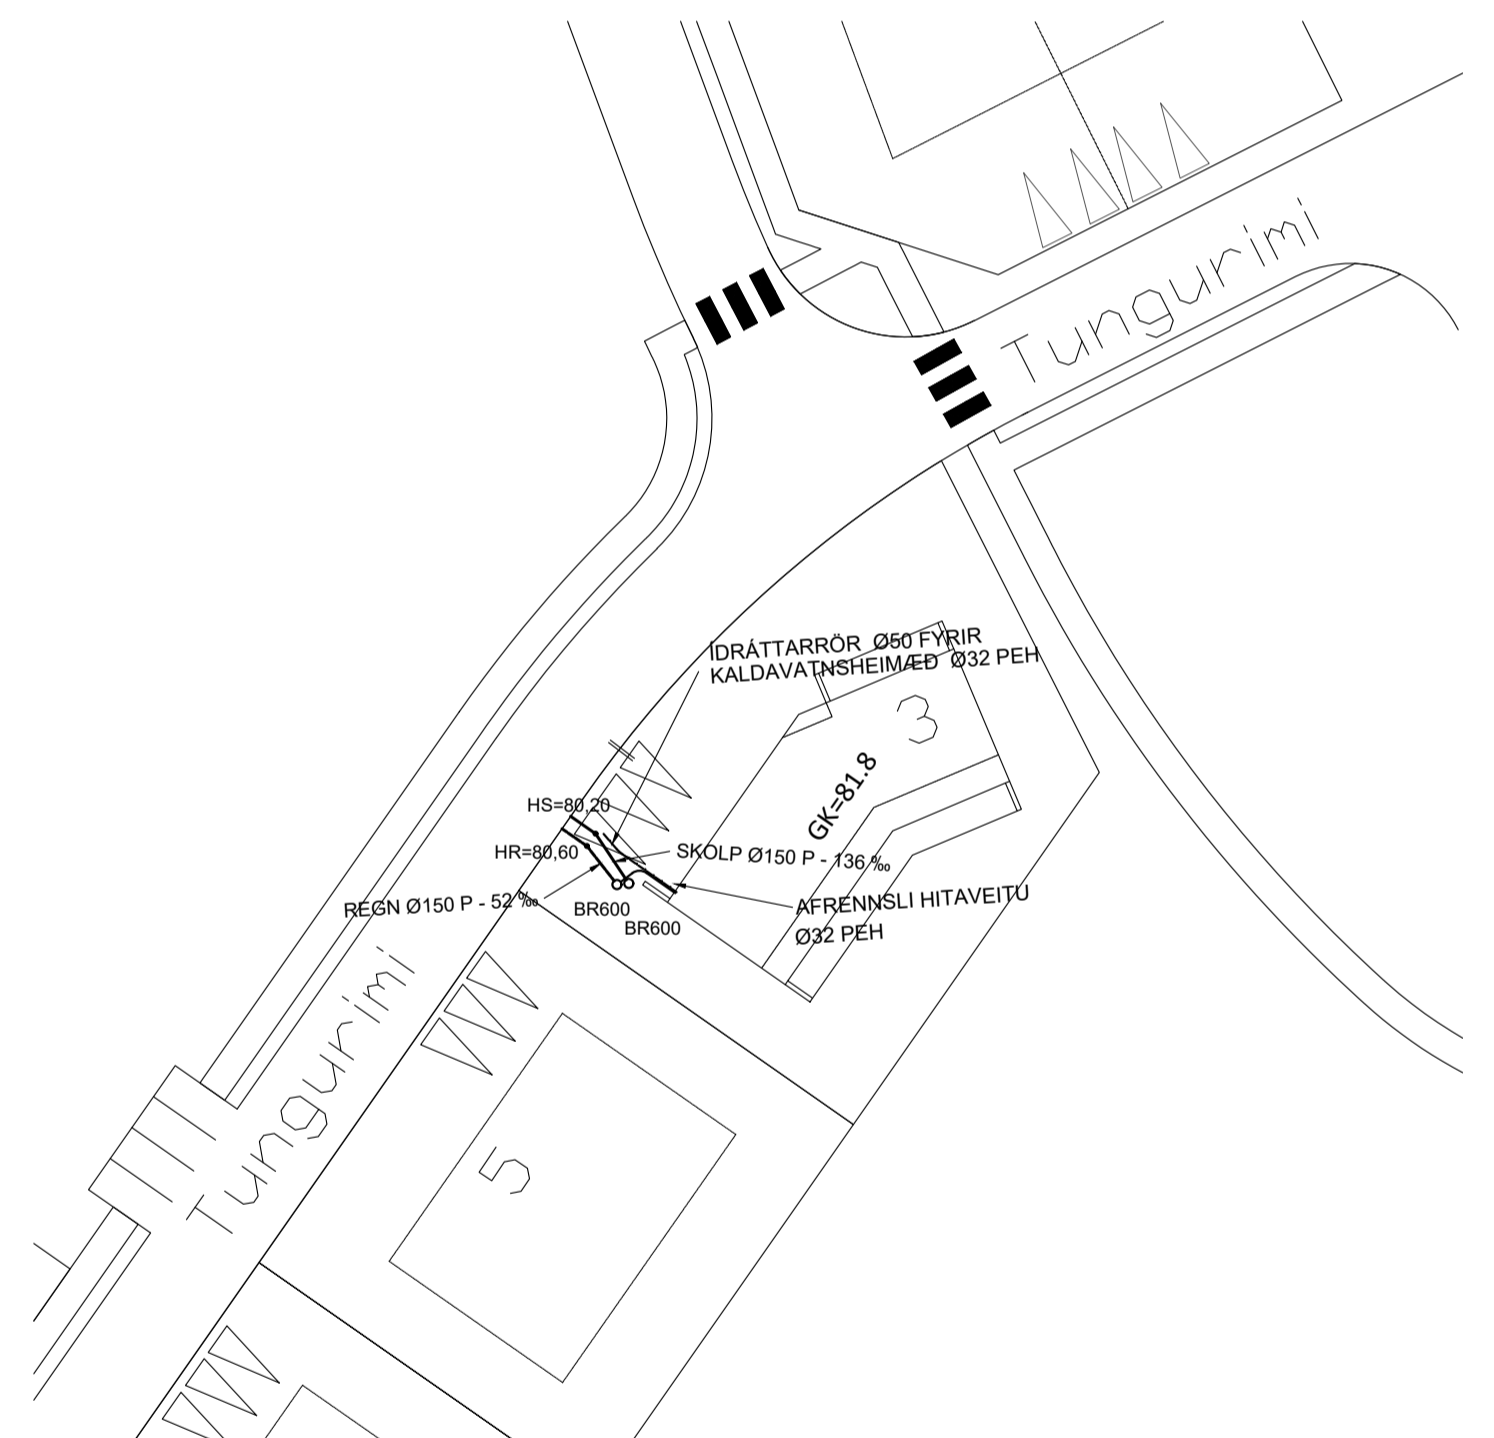 Tungurimi
ÍDRÁTTARRÖR Ø50 FYRIR
KALDAVATNSHEIMÆÐ Ø32 PEH
3
GK=81.8
HS=80,20
HR=80,60
SKÓLP Ø150 P - 136 ‰
REGN Ø150 P - 52 ‰
BR600
BR600
AFRENNSLI HITAVEITU
Ø32 PEH
Tungurimi
5